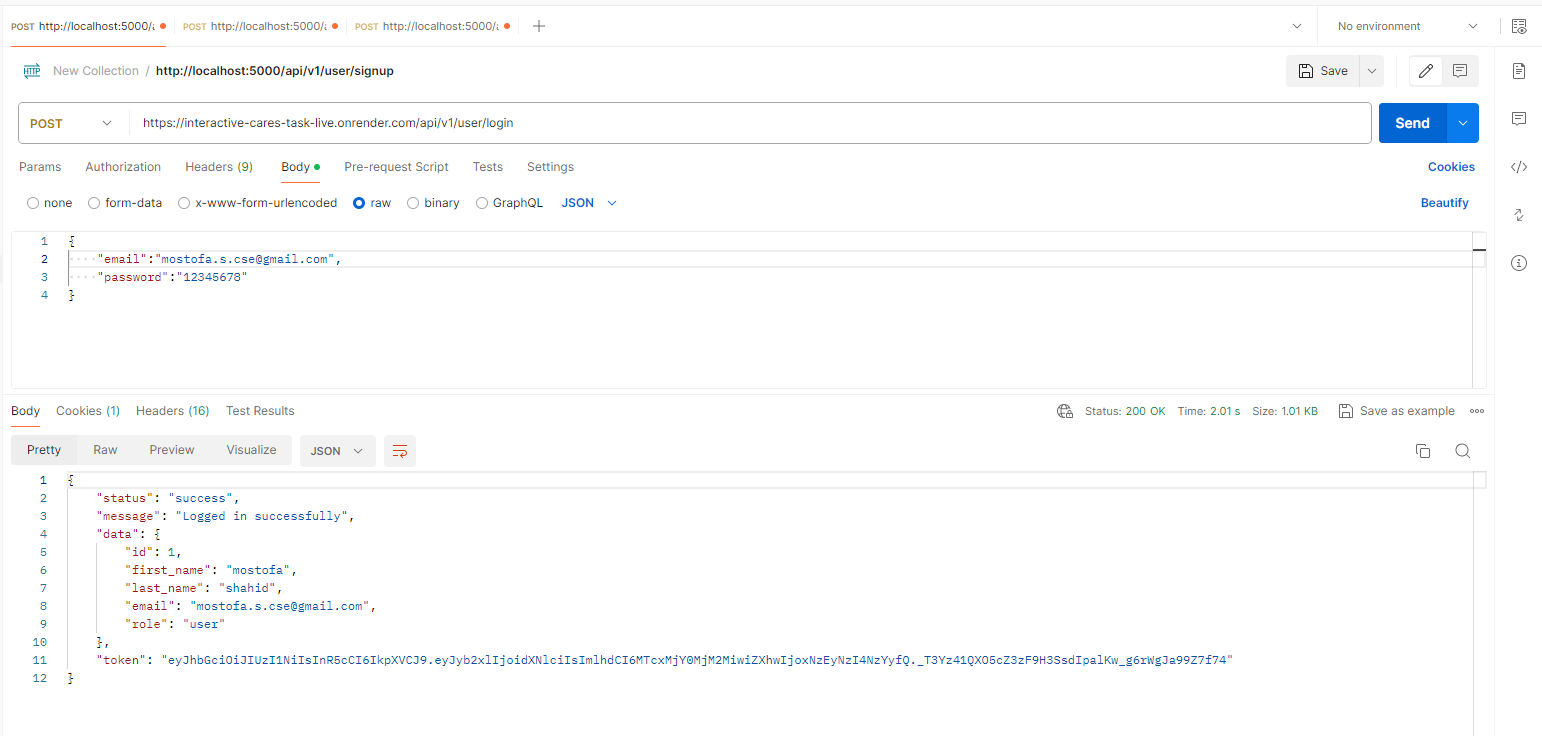 POST http://localhost:5000/a POST http://localhost:5000/a POST http://localhost:5000/a No environment
HTTP New Collection / http://localhost:5000/api/v1/user/signup Save
POST https://interactive-cares-task-live.onrender.com/api/v1/user/login Send
Params Authorization Headers (9) Body Pre-request Script Tests Settings Cookies
none form-data x-www-form-urlencoded raw binary GraphQL JSON Beautify
1 {
2 "email":"mostofa.s.cse@gmail.com",
3 "password":"12345678"
4 }
Body Cookies (1) Headers (16) Test Results Status: 200 OK Time: 2.01 s Size: 1.01 KB Save as example
Pretty Raw Preview Visualize JSON
1 {
2 "status": "success",
3 "message": "Logged in successfully",
4 "data": {
5 "id": 1,
6 "first_name": "mostofa",
7 "last_name": "shahid",
8 "email": "mostofa.s.cse@gmail.com",
9 "role": "user"
10 },
11 "token": "eyJhbGciOiJIUzI1NiIsInR5cCI6IkpXVCJ9.eyJyb2xlIjoidXNlciIsImlhdCI6MTcxMjY0MjM2MiwiZXhwIjoxNzEyNzI4NzYyfQ._T3Yz41QXO5cZ3zF9H3SsdIpalKw_g6rWgJa99Z7f74"
12 }